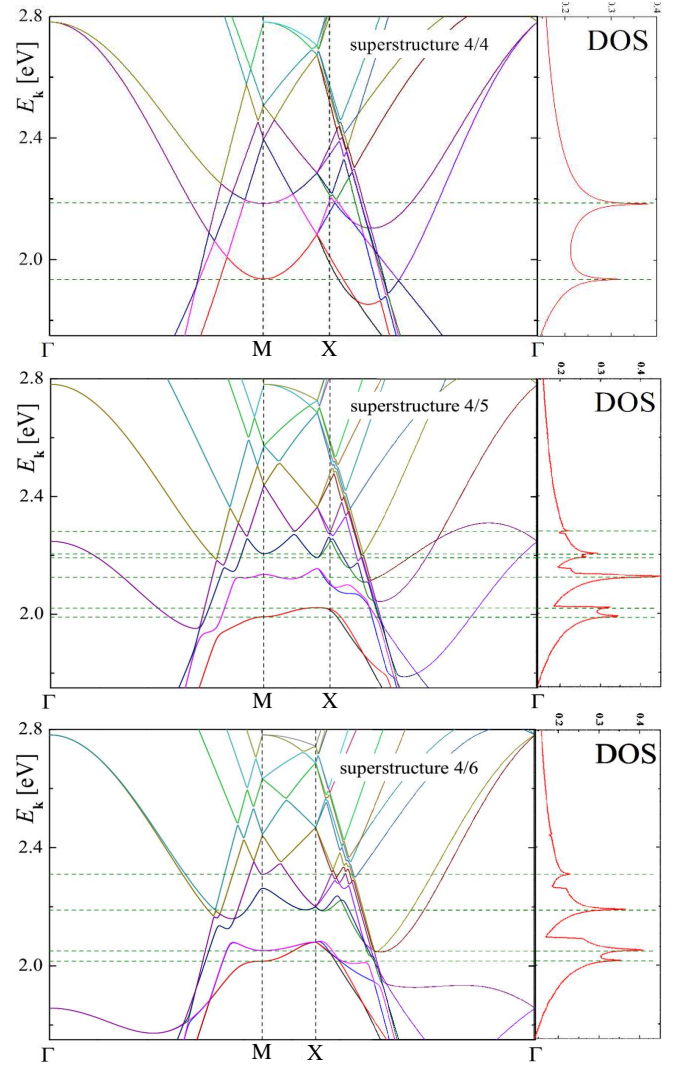 0.2 0.3 0.4
2.8
superstructure 4/4
DOS
E_k [eV]
2.4
2.0
Γ M X Γ
0.2 0.3 0.4
2.8
superstructure 4/5
DOS
E_k [eV]
2.4
2.0
Γ M X Γ
0.2 0.3 0.4
2.8
superstructure 4/6
DOS
E_k [eV]
2.4
2.0
Γ M X Γ